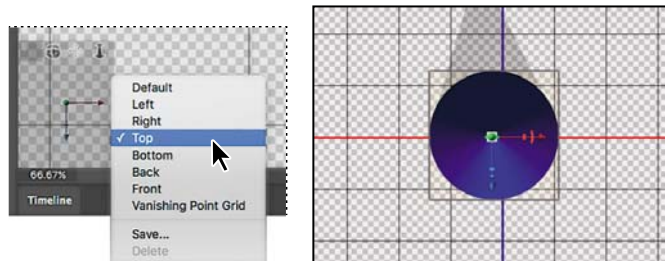 Default
Left
Right
✓ Top
Bottom
Back
Front
Vanishing Point Grid
Save...
Delete
66.67%
Timeline